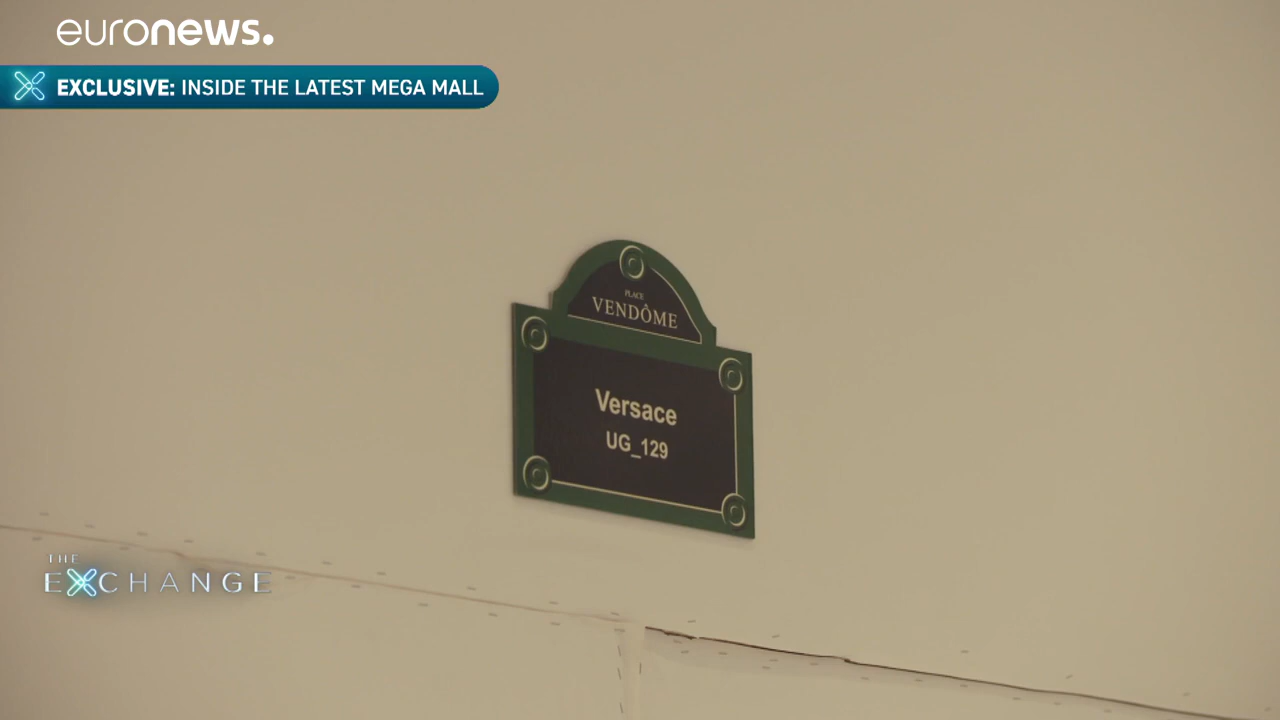 euronews.
EXCLUSIVE: INSIDE THE LATEST MEGA MALL
PLACE
VENDÔME
Versace
UG_129
THE
EXCHANGE